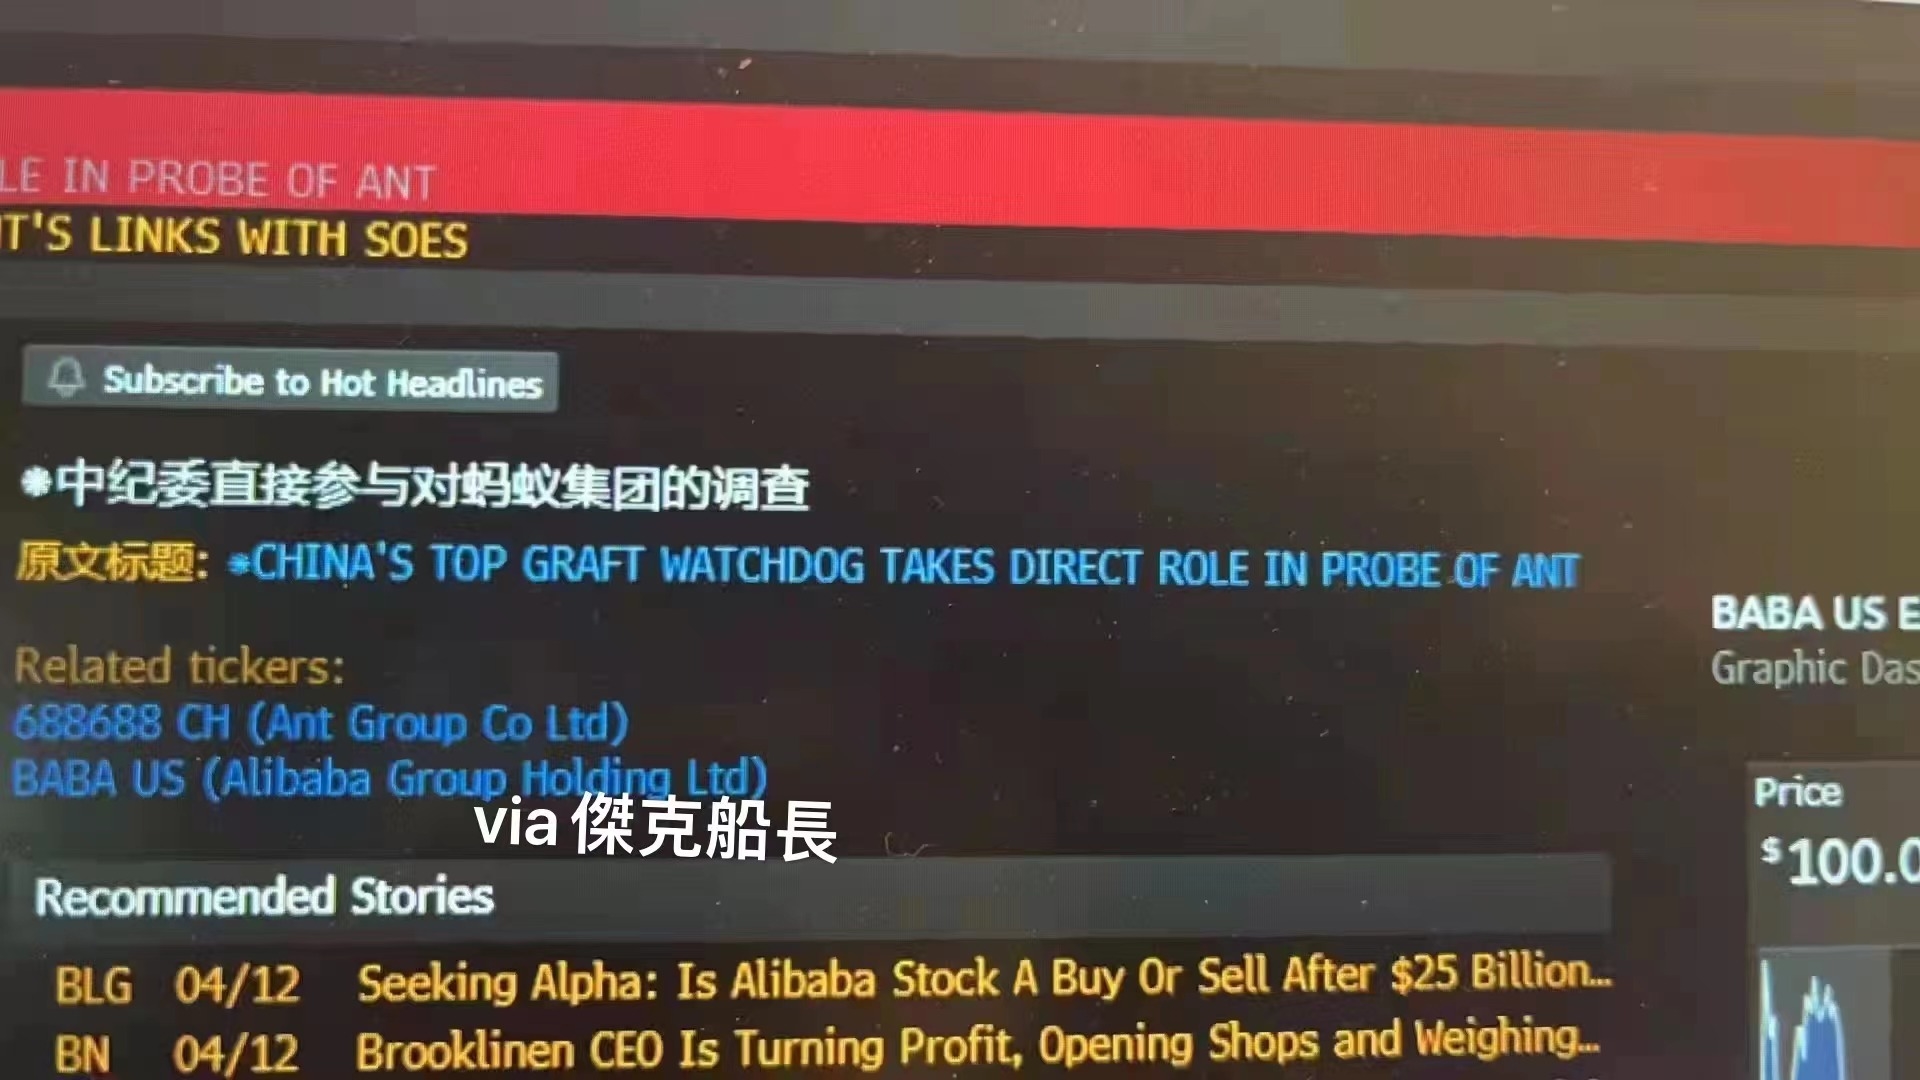 LE IN PROBE OF ANT
T'S LINKS WITH SOES
Subscribe to Hot Headlines
*中纪委直接参与对蚂蚁集团的调查
原文标题: *CHINA'S TOP GRAFT WATCHDOG TAKES DIRECT ROLE IN PROBE OF ANT
Related tickers:
688688 CH (Ant Group Co Ltd)
BABA US (Alibaba Group Holding Ltd)
via傑克船長
BABA US E
Graphic Das
Price
$100.0
Recommended Stories
BLG 04/12 Seeking Alpha: Is Alibaba Stock A Buy Or Sell After $25 Billion...
BN 04/12 Brooklinen CEO Is Turning Profit, Opening Shops and Weighing...